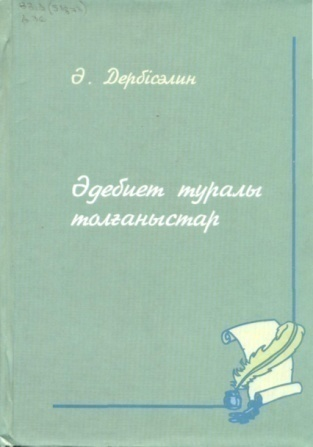 Ә. Дербісәлин
Әдебиет туралы
толғаныстар